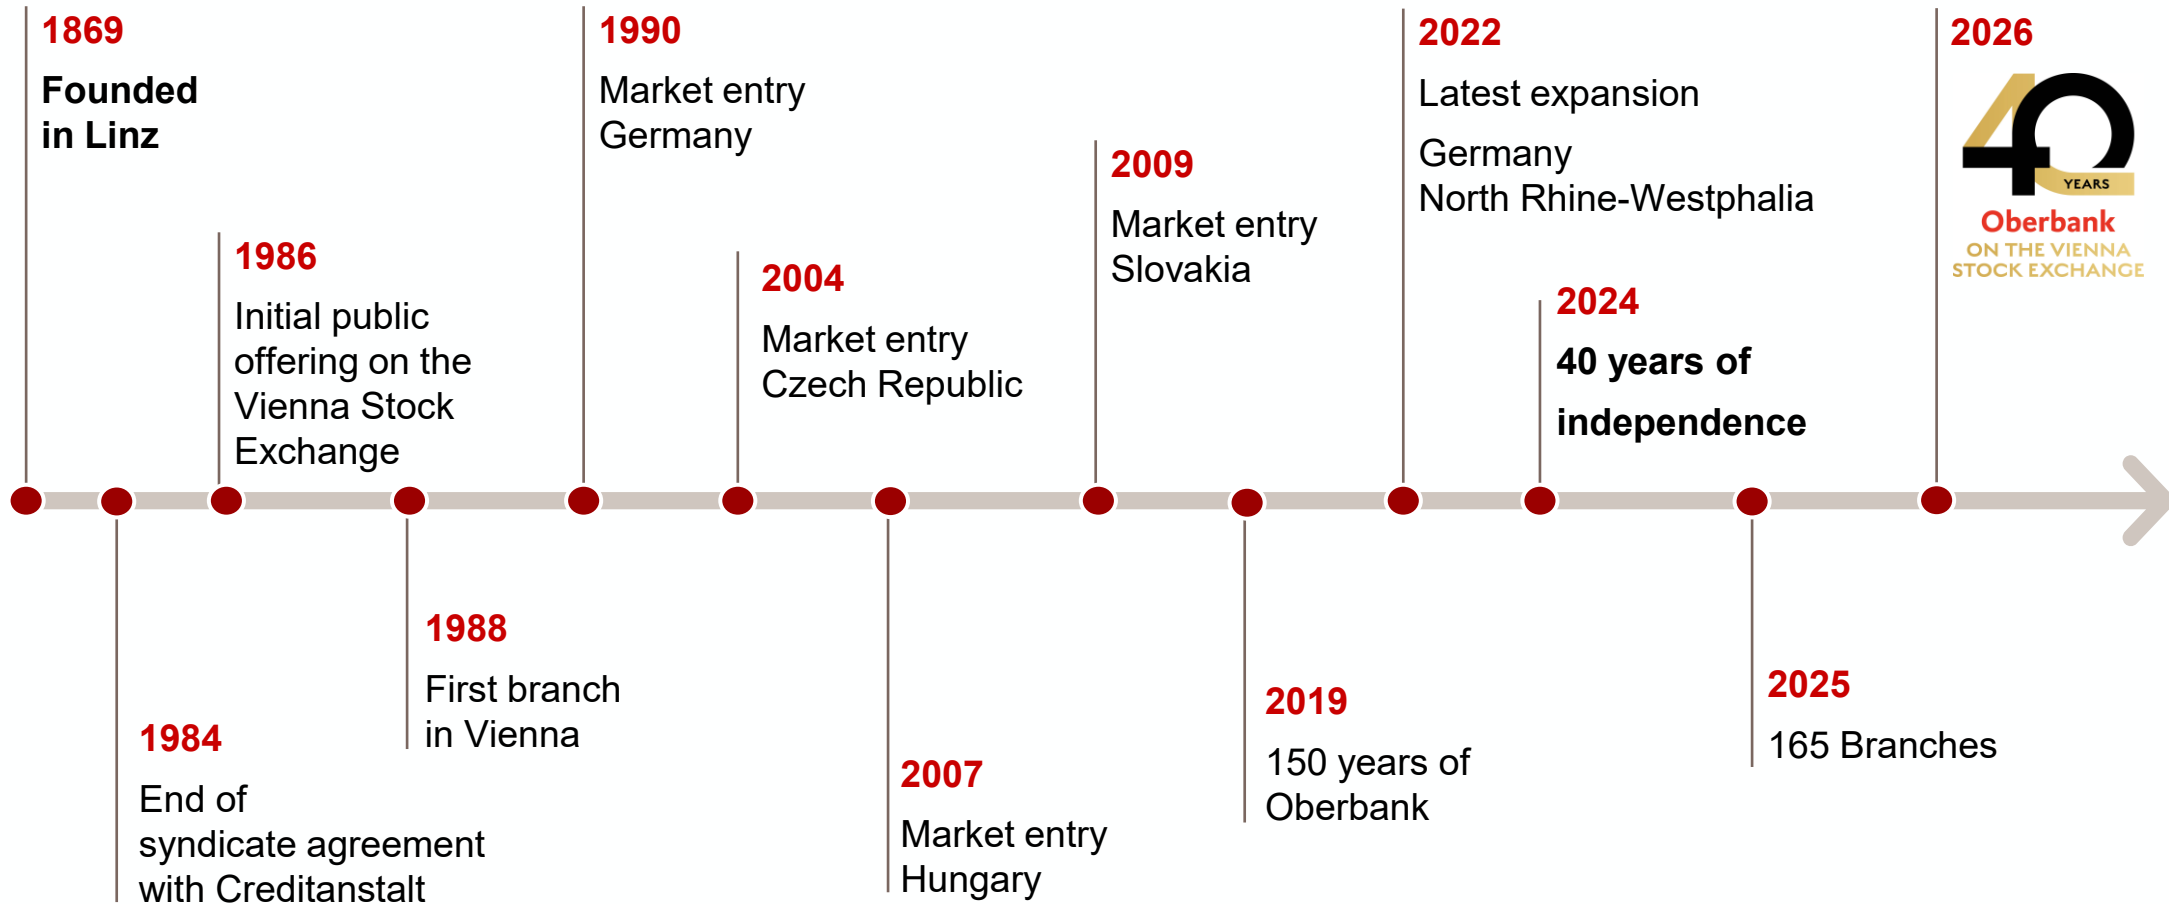 1869
Founded
in Linz
1984
End of
syndicate agreement
with Creditanstalt
1986
Initial public
offering on the
Vienna Stock
Exchange
1988
First branch
in Vienna
1990
Market entry
Germany
2004
Market entry
Czech Republic
2007
Market entry
Hungary
2009
Market entry
Slovakia
2019
150 years of
Oberbank
2022
Latest expansion
Germany
North Rhine-Westphalia
2024
40 years of
independence
2025
165 Branches
2026
40
YEARS
Oberbank
ON THE VIENNA
STOCK EXCHANGE